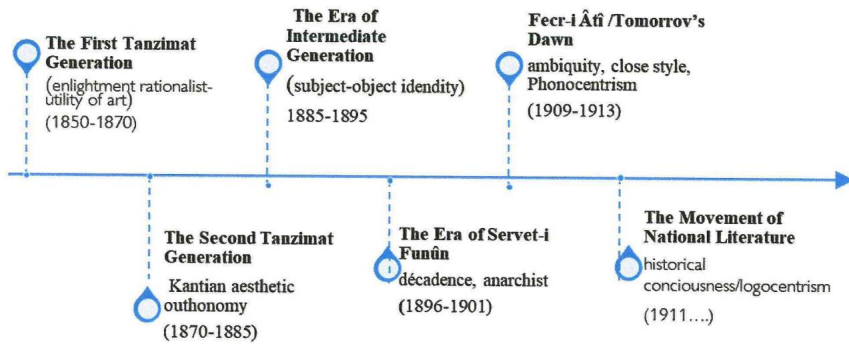 The First Tanzimat
Generation
(enlightment rationalist-
utility of art)
(1850-1870)
The Second Tanzimat
Generation
Kantian aesthetic
outhonomy
(1870-1885)
The Era of
Intermediate
Generation
(subject-object idendity)
1885-1895
The Era of Servet-i
Funûn
décadence, anarchist
(1896-1901)
Fecr-i Âtî /Tomorrov's
Dawn
ambiquity, close style,
Phonocentrism
(1909-1913)
The Movement of
National Literature
historical
conciousness/logocentrism
(1911....)